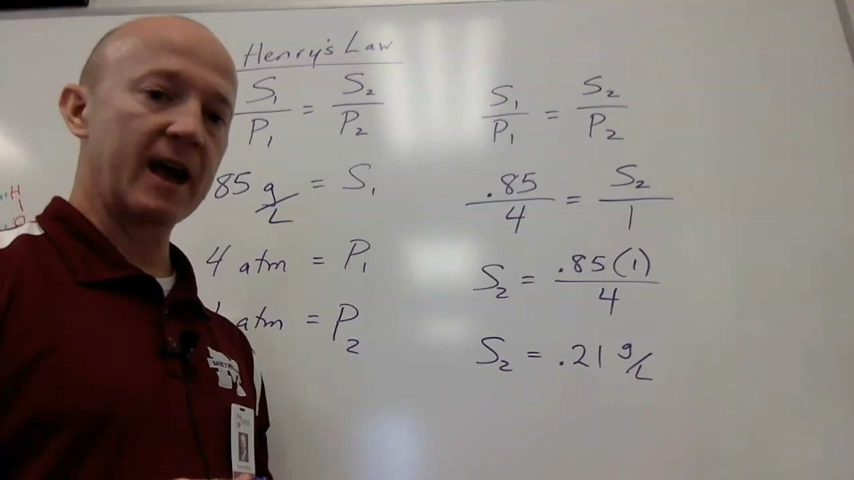 Henry's Law
S₁/P₁ = S₂/P₂
85 g/L = S₁
4 atm = P₁
atm = P₂
S₁/P₁ = S₂/P₂
.85/4 = S₂/1
S₂ = .85(1)/4
S₂ = .21 g/L
H
O